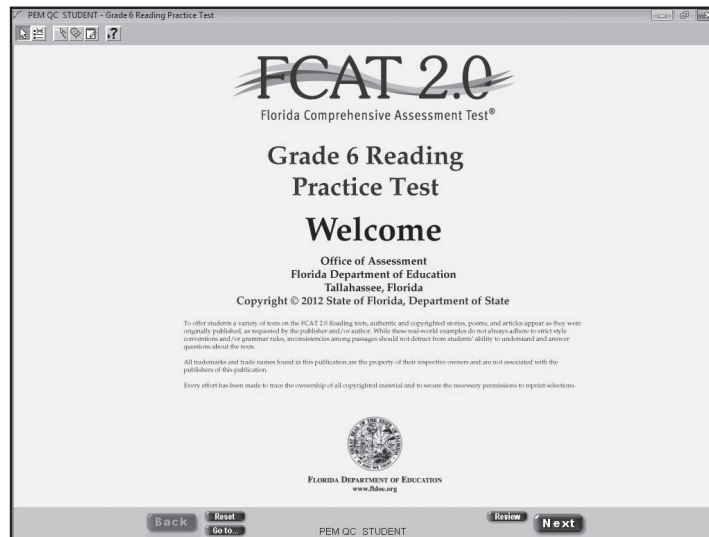 PEM QC STUDENT - Grade 6 Reading Practice Test
FCAT 2.0
Florida Comprehensive Assessment Test®
Grade 6 Reading
Practice Test
Welcome
Office of Assessment
Florida Department of Education
Tallahassee, Florida
Copyright © 2012 State of Florida, Department of State
To offer students a variety of texts on the FCAT 2.0 Reading tests, authentic and copyrighted stories, poems, and articles appear as they were
originally published, as requested by the publisher and/or author. While these real-world examples do not always adhere to strict style
conventions and/or grammar rules, inconsistencies among passages should not detract from students' ability to understand and answer
questions about the texts.
All trademarks and trade names found in this publication are the property of their respective owners and are not associated with the
publishers of this publication.
Every effort has been made to trace the ownership of all copyrighted material and to secure the necessary permissions to reprint selections.
FLORIDA DEPARTMENT OF EDUCATION
www.fldoe.org
Back
Reset
Go to...
PEM QC STUDENT
Review
Next